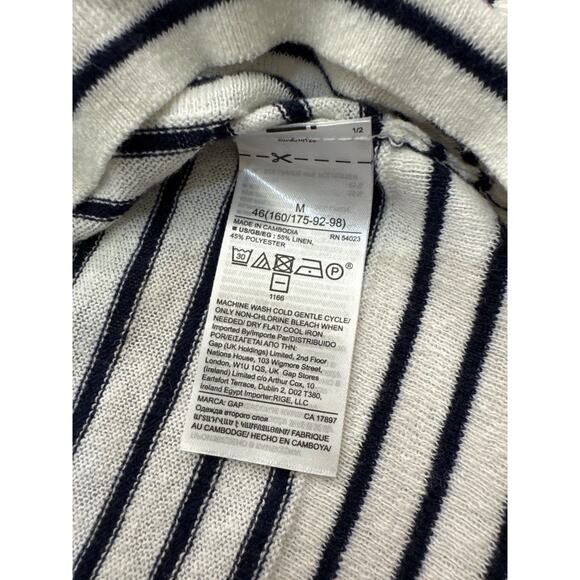 1/2
M
46(160/175-92-98)
MADE IN CAMBODIA RN 54023
US/GB/EG : 55% LINEN,
45% POLYESTER
30 P ®
1166
MACHINE WASH COLD GENTLE CYCLE/
ONLY NON-CHLORINE BLEACH WHEN
NEEDED/ DRY FLAT/ COOL IRON.
Imported By/Importe Par/DISTRIBUIDO
POR/ΕΙΣΑΓΕΤΑΙ ΑΠΟ ΤΗΝ:
Gap (UK Holdings) Limited, 2nd Floor
Nations House, 103 Wigmore Street,
London, W1U 1QS, UK Gap Stores
(Ireland) Limited c/o Arthur Cox, 10
Earlsfort Terrace, Dublin 2, D02 T380,
Ireland Egypt Importer:RIGE, LLC
MARCA: GAP CA 17897
Одежда второго слоя
FABRIQUE
AU CAMBODGE/ HECHO EN CAMBOYA/